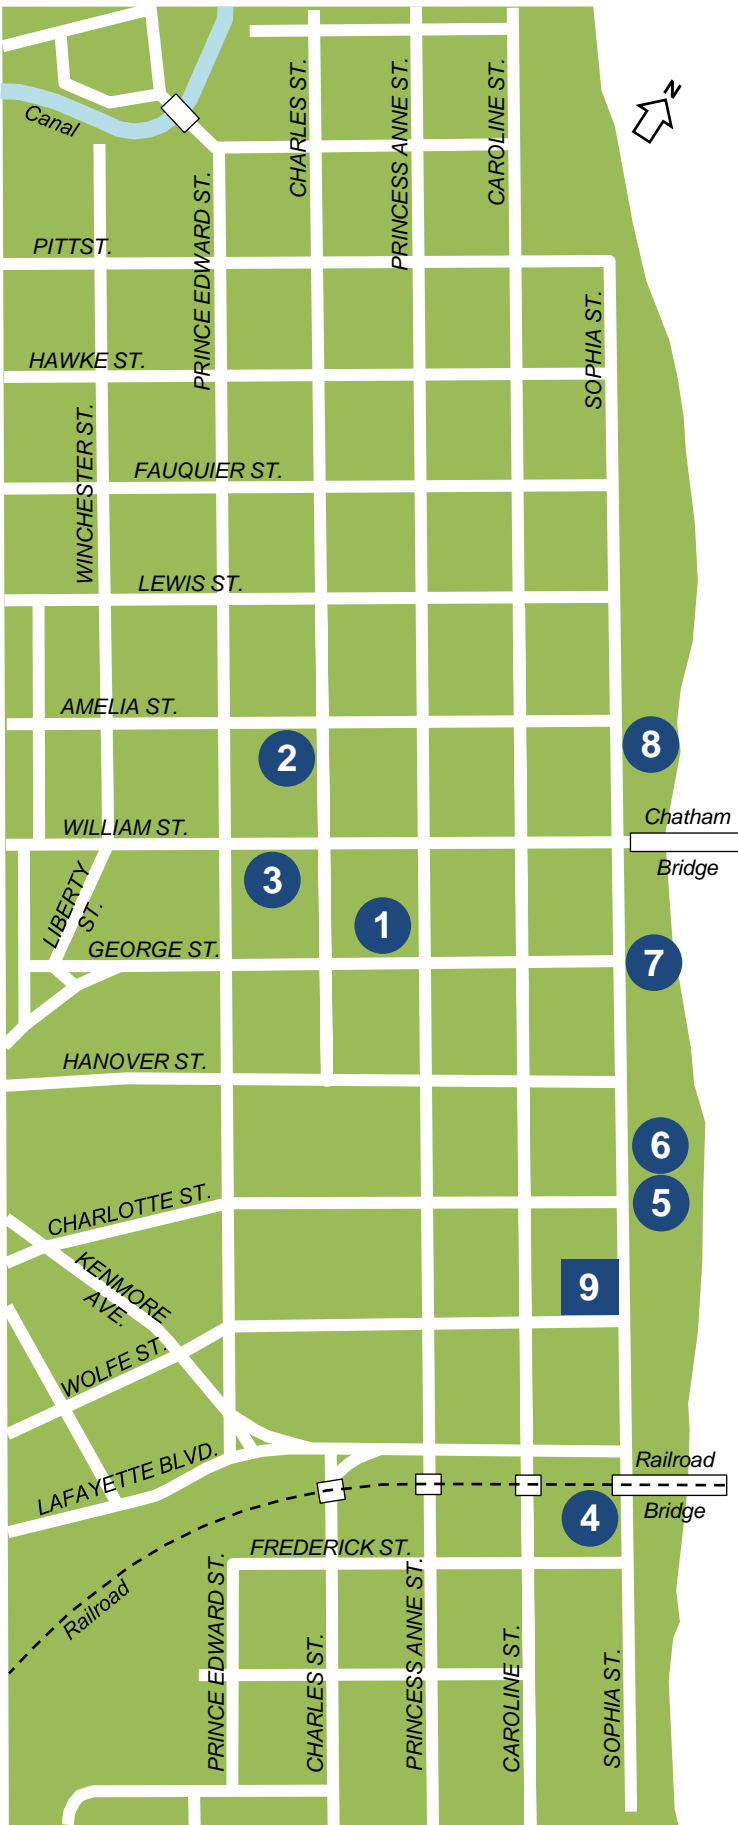 N
CHARLES ST.
PRINCESS ANNE ST.
CAROLINE ST.
Canal
PRINCE EDWARD ST.
PITTST.
SOPHIA ST.
HAWKE ST.
WINCHESTER ST.
FAUQUIER ST.
LEWIS ST.
AMELIA ST.
2
8
Chatham
WILLIAM ST.
Bridge
3
LIBERTY
ST.
1
GEORGE ST.
7
HANOVER ST.
6
5
CHARLOTTE ST.
KENMORE
AVE.
9
WOLFE ST.
LAFAYETTE BLVD.
Railroad
Bridge
4
FREDERICK ST.
Railroad
PRINCE EDWARD ST.
CHARLES ST.
PRINCESS ANNE ST.
CAROLINE ST.
SOPHIA ST.